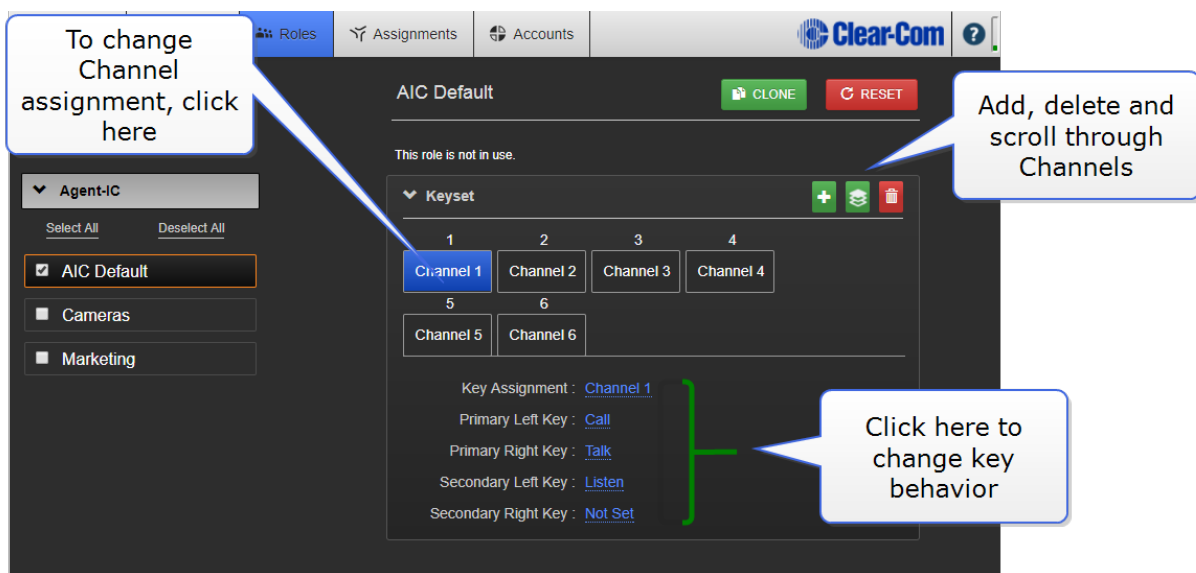 To change
Channel
assignment, click
here
Roles
Assignments
Accounts
Clear-Com
?
AIC Default
CLONE
RESET
Add, delete and
scroll through
Channels
This role is not in use.
Agent-IC
Select All Deselect All
AIC Default
Cameras
Marketing
Keyset
1 2 3 4
Channel 1 Channel 2 Channel 3 Channel 4
5 6
Channel 5 Channel 6
Key Assignment : Channel 1
Primary Left Key : Call
Primary Right Key : Talk
Secondary Left Key : Listen
Secondary Right Key : Not Set
Click here to
change key
behavior